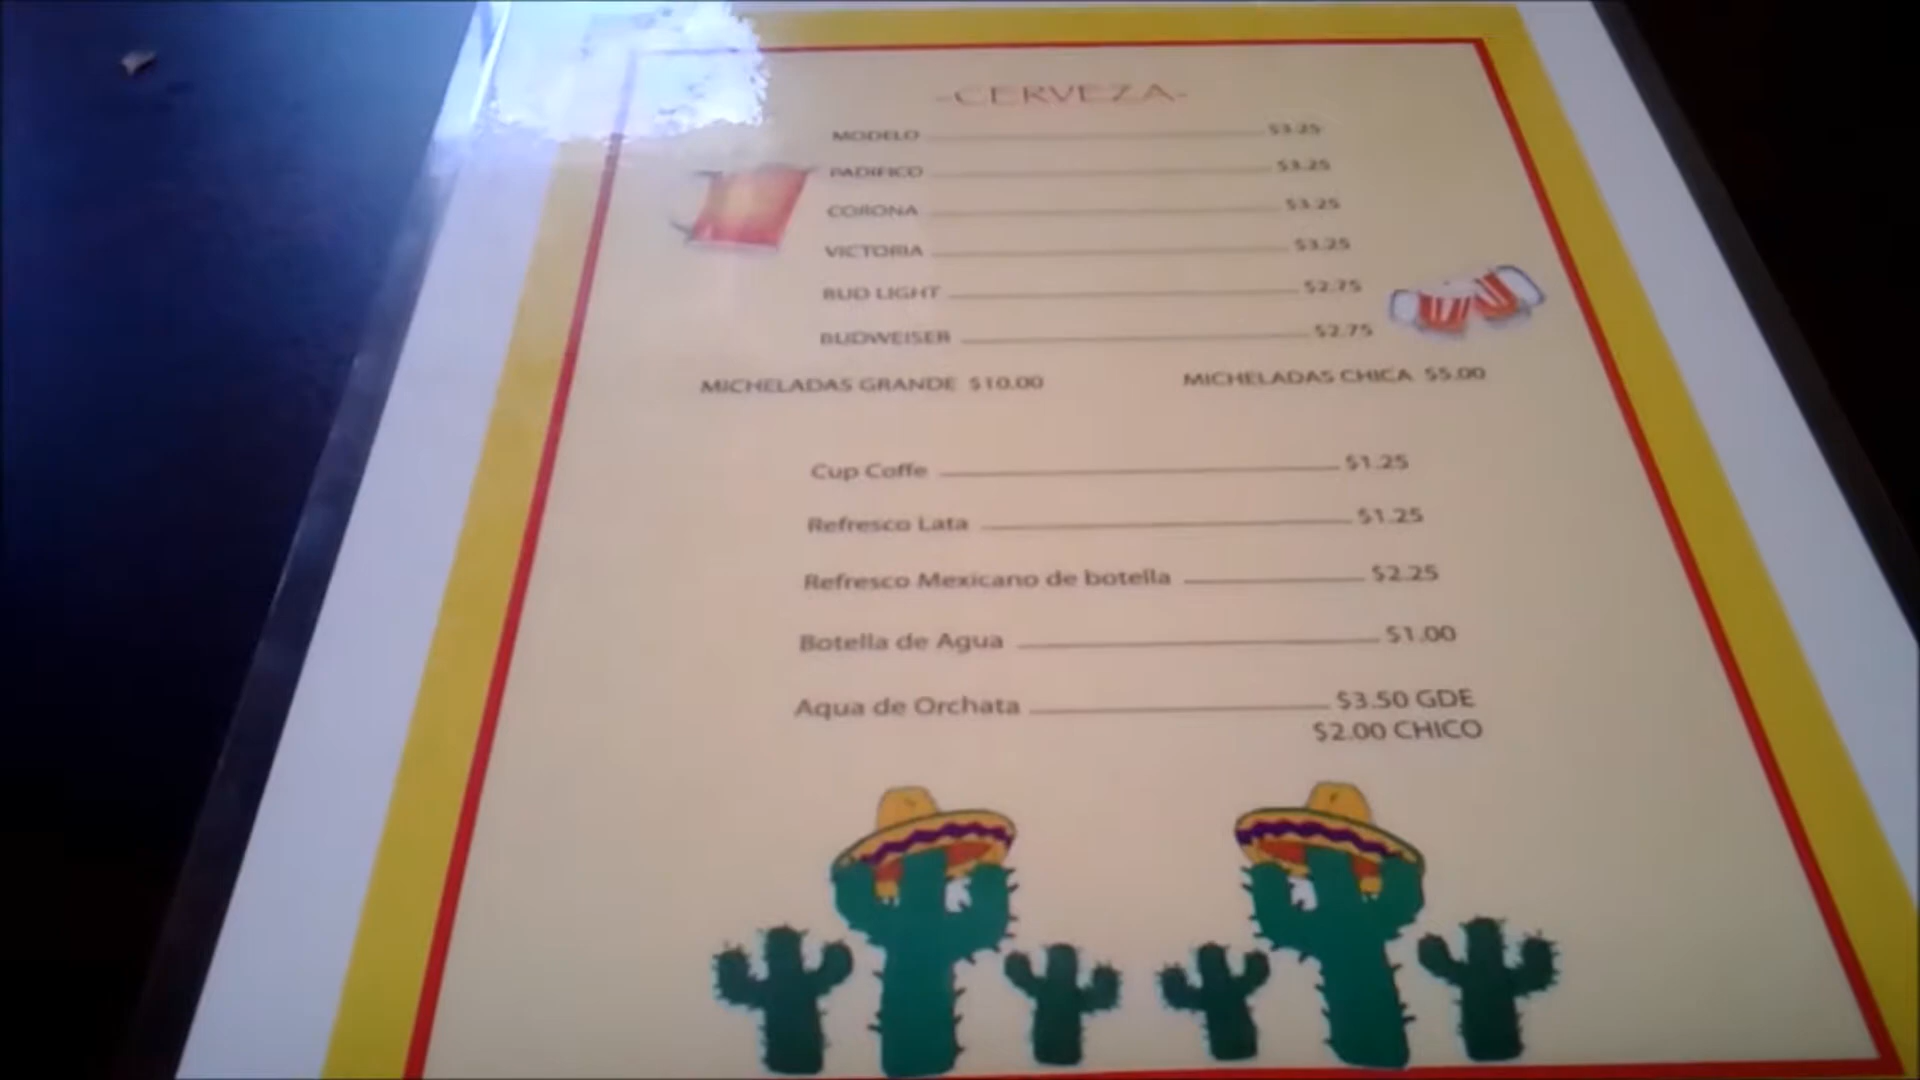 -CERVEZA-
MODELO $3.25
PADIFICO $3.25
CORONA $3.25
VICTORIA $3.25
BUD LIGHT $2.75
BUDWEISER $2.75
MICHELADAS GRANDE $10.00 MICHELADAS CHICA $5.00
Cup Coffe $1.25
Refresco Lata $1.25
Refresco Mexicano de botella $2.25
Botella de Agua $1.00
Aqua de Orchata $3.50 GDE
$2.00 CHICO